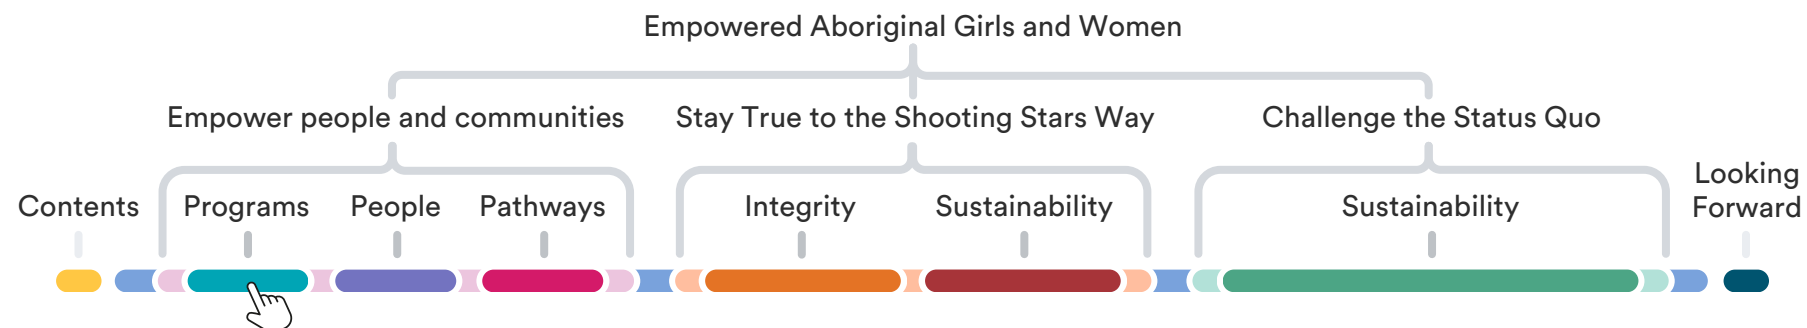 Empowered Aboriginal Girls and Women
Empower people and communities
Stay True to the Shooting Stars Way
Challenge the Status Quo
Contents
Programs
People
Pathways
Integrity
Sustainability
Sustainability
Looking
Forward